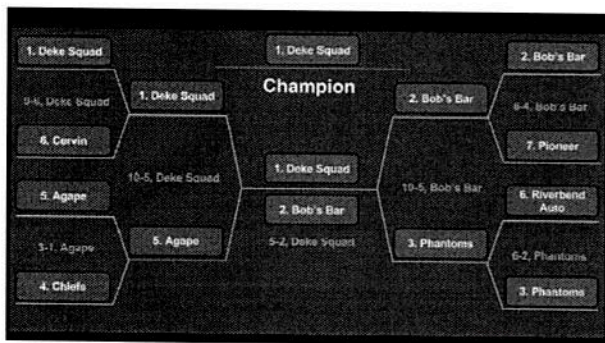 1. Deke Squad
1. Deke Squad
2. Bob's Bar
Champion
1. Deke Squad
2. Bob's Bar
Deke Squad
6-4, Bob's Bar
Cervin
7. Pioneer
1. Deke Squad
10-5, Deke Squad
10-5, Bob's Bar
5. Agape
2. Bob's Bar
6. Riverbend
Auto
5-2, Deke Squad
5. Agape
3. Phantoms
3-1, Agape
6-2, Phantoms
4. Chiefs
3. Phantoms